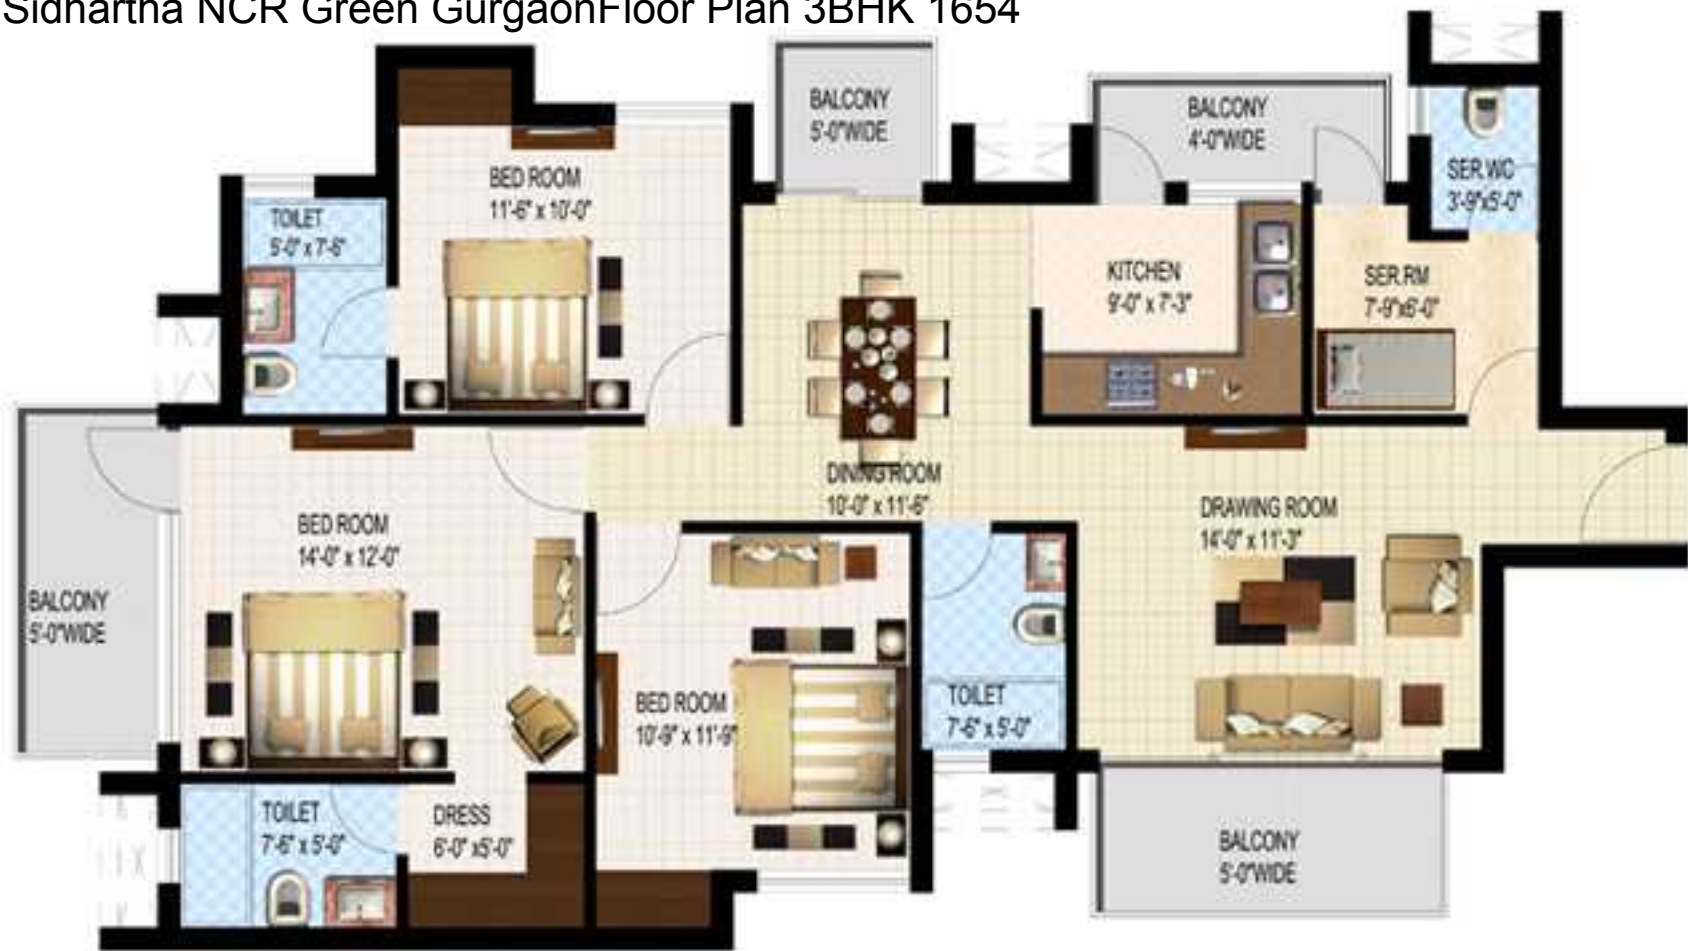 Sidhartha NCR Green GurgaonFloor Plan 3BHK 1654
BALCONY
5'-0"WIDE
BALCONY
4'-0"WIDE
SER.WC
3'-9"x5'-0"
BED ROOM
11'-6" x 10'-0"
TOILET
5-0" x 7'-6"
KITCHEN
9'-0" x 7'-3"
SER.RM
7'-9"x6'-0"
DINING ROOM
10'-0" x 11'-6"
DRAWING ROOM
14'-0" x 11'-3"
BED ROOM
14'-0" x 12'-0"
BALCONY
5'-0"WIDE
BED ROOM
10'-9" x 11'-9"
TOILET
7'-6" x 5'-0"
TOILET
7'-6" x 5'-0"
DRESS
6'-0" x5'-0"
BALCONY
5'-0"WIDE